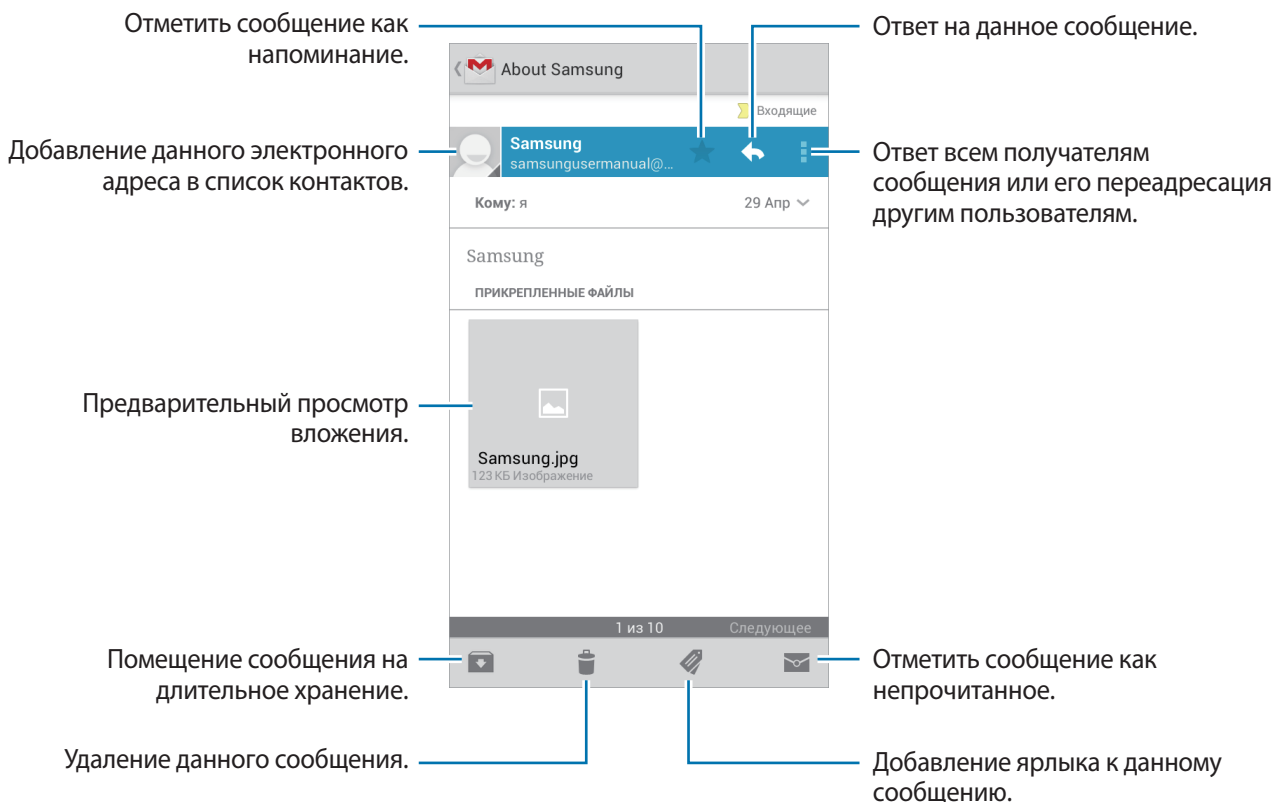 Отметить сообщение как
напоминание.
Ответ на данное сообщение.
About Samsung
Входящие
Добавление данного электронного
адреса в список контактов.
Samsung
samsungusermanual@...
Ответ всем получателям
сообщения или его переадресация
другим пользователям.
Кому: я
29 Апр
Samsung
ПРИКРЕПЛЕННЫЕ ФАЙЛЫ
Предварительный просмотр
вложения.
Samsung.jpg
123 КБ Изображение
1 из 10
Следующее
Помещение сообщения на
длительное хранение.
Отметить сообщение как
непрочитанное.
Удаление данного сообщения.
Добавление ярлыка к данному
сообщению.